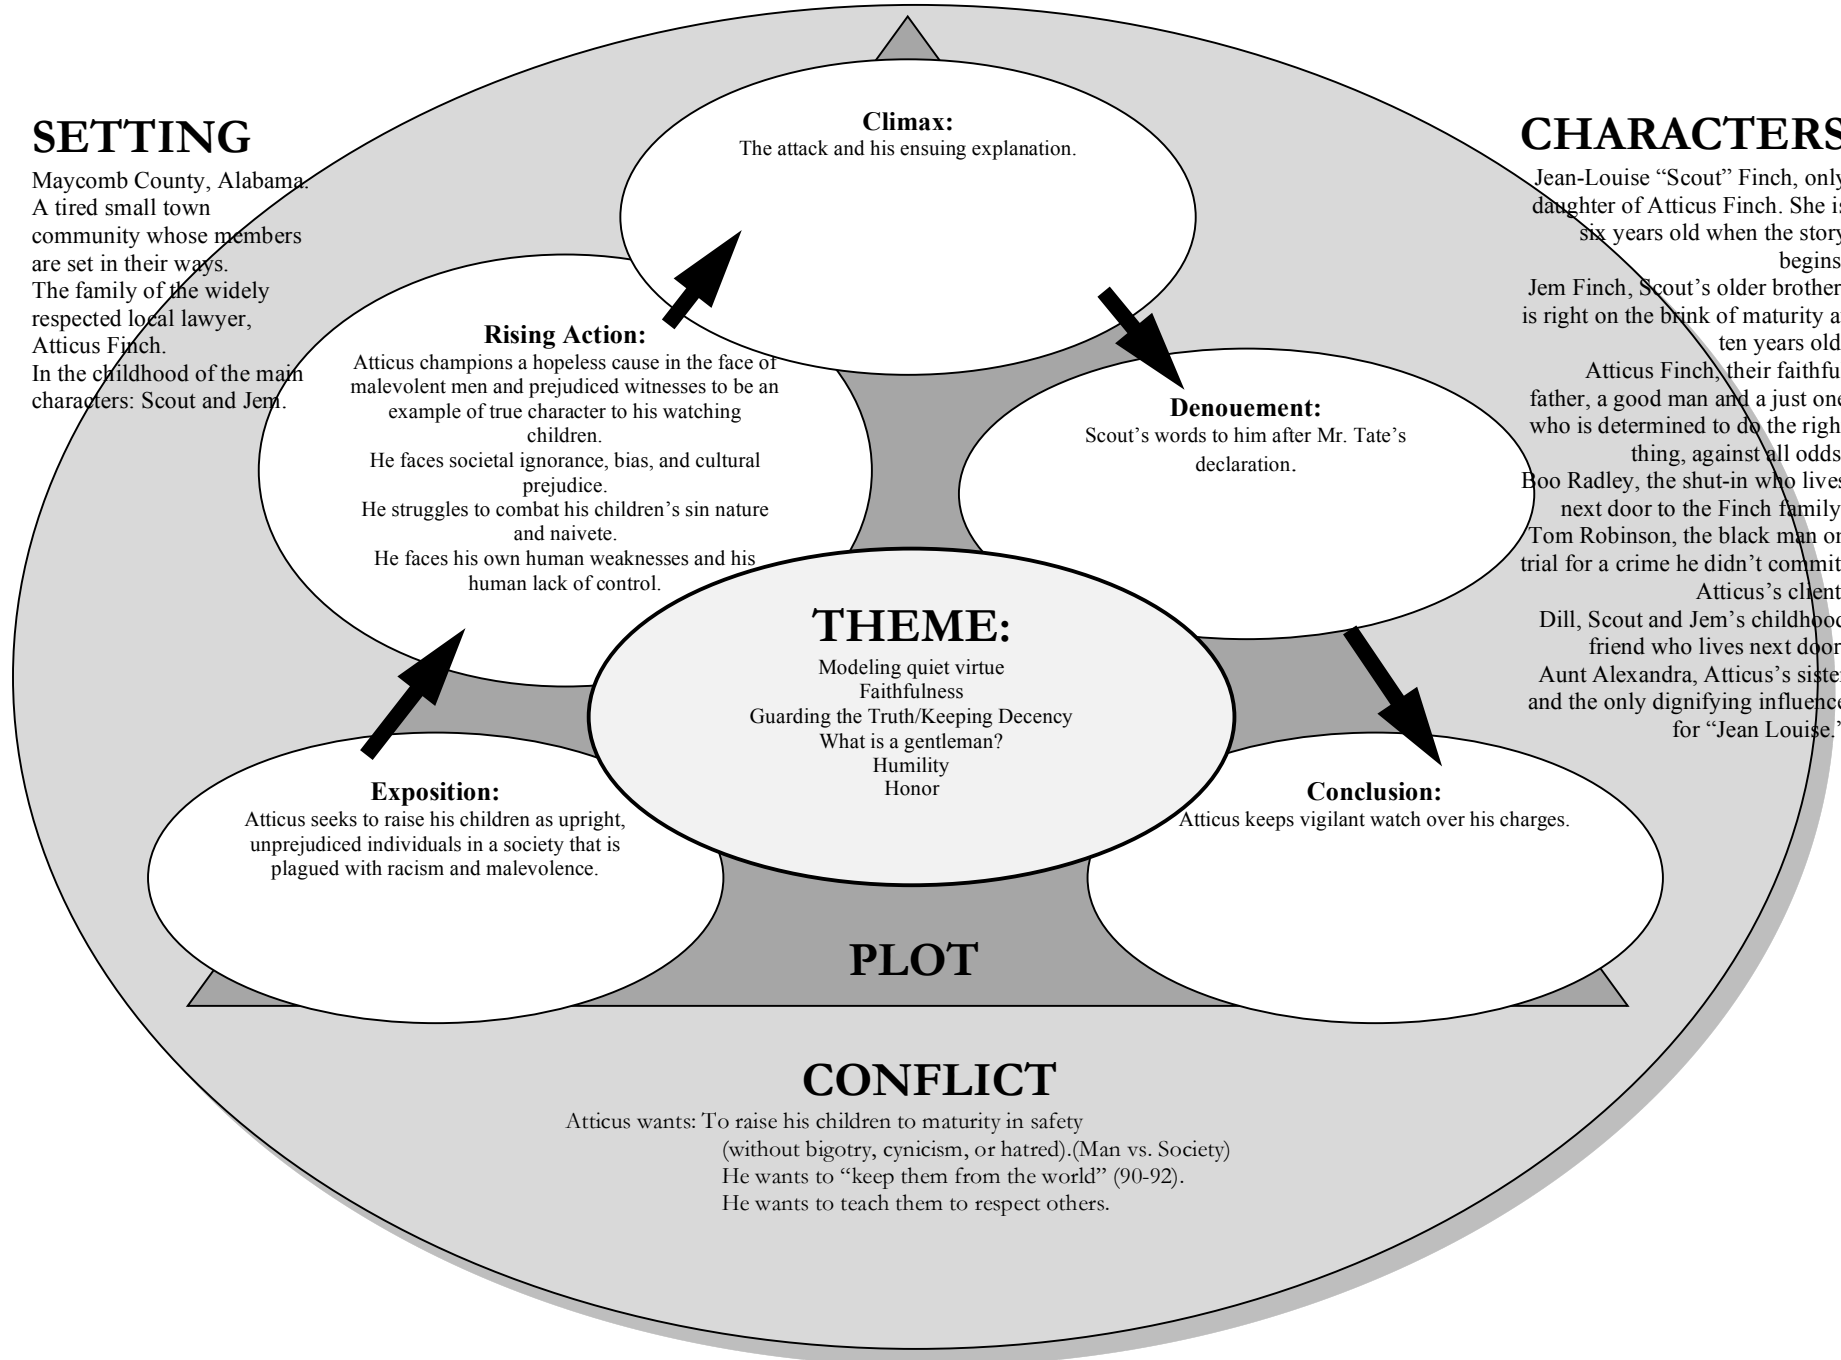 SETTING
Maycomb County, Alabama.
A tired small town
community whose members
are set in their ways.
The family of the widely
respected local lawyer,
Atticus Finch.
In the childhood of the main
characters: Scout and Jem.
Climax:
The attack and his ensuing explanation.
Rising Action:
Atticus champions a hopeless cause in the face of
malevolent men and prejudiced witnesses to be an
example of true character to his watching
children.
He faces societal ignorance, bias, and cultural
prejudice.
He struggles to combat his children’s sin nature
and naivete.
He faces his own human weaknesses and his
human lack of control.
Denouement:
Scout’s words to him after Mr. Tate’s
declaration.
Exposition:
Atticus seeks to raise his children as upright,
unprejudiced individuals in a society that is
plagued with racism and malevolence.
THEME:
Modeling quiet virtue
Faithfulness
Guarding the Truth/Keeping Decency
What is a gentleman?
Humility
Honor
Conclusion:
Atticus keeps vigilant watch over his charges.
PLOT
CONFLICT
Atticus wants: To raise his children to maturity in safety
(without bigotry, cynicism, or hatred).(Man vs. Society)
He wants to “keep them from the world” (90-92).
He wants to teach them to respect others.
CHARACTERS
Jean-Louise “Scout” Finch, only
daughter of Atticus Finch. She is
six years old when the story
begins
Jem Finch, Scout’s older brother
is right on the brink of maturity a
ten years old
Atticus Finch, their faithfu
father, a good man and a just one
who is determined to do the righ
thing, against all odds
Boo Radley, the shut-in who lives
next door to the Finch family
Tom Robinson, the black man on
trial for a crime he didn’t commit
Atticus’s client
Dill, Scout and Jem’s childhood
friend who lives next door
Aunt Alexandra, Atticus’s sister
and the only dignifying influence
for “Jean Louise.”